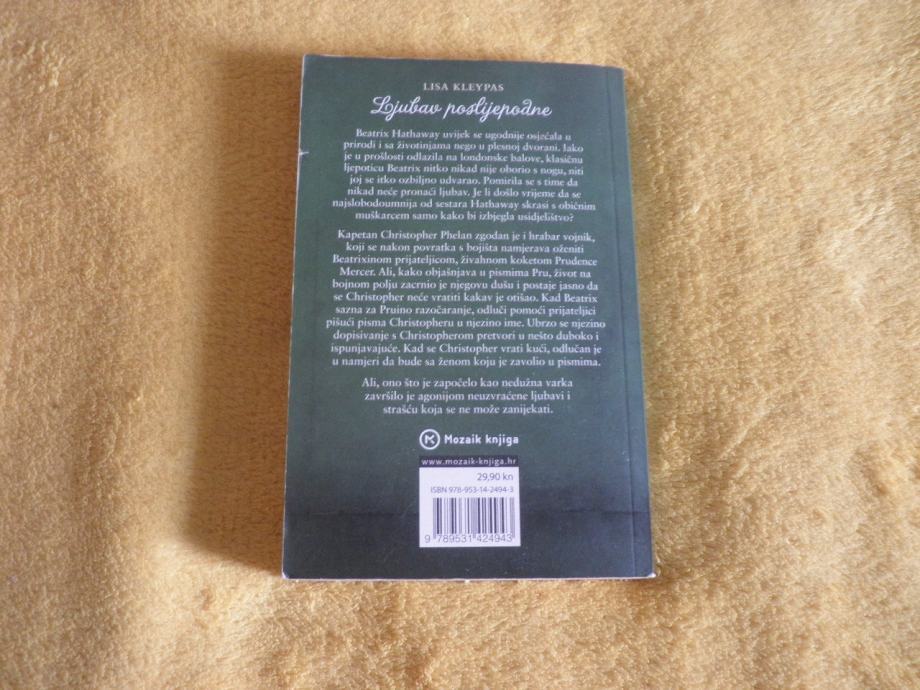 LISA KLEYPAS
Ljubav poslijepodne
Beatrix Hathaway uvijek se ugodnije osjećala u
prirodi i sa životinjama nego u plesnoj dvorani. Iako
je u prošlosti odlazila na londonske balove, klasičnu
ljepoticu Beatrix nitko nikad nije oborio s nogu, niti
joj se itko ozbiljno udvarao. Pomirila se s time da
nikad neće pronaći ljubav. Je li došlo vrijeme da se
najslobodoumnija od sestara Hathaway skrasi s običnim
muškarcem samo kako bi izbjegla usidjelištvo?
Kapetan Christopher Phelan zgodan je i hrabar vojnik,
koji se nakon povratka s bojišta namjerava oženiti
Beatrixinom prijateljicom, živahnom koketom Prudence
Mercer. Ali, kako objašnjava u pismima Pru, život na
bojnom polju zacrnio je njegovu dušu i postaje jasno da
se Christopher neće vratiti kakav je otišao. Kad Beatrix
sazna za Pruino razočaranje, odluči pomoći prijateljici
pišući pisma Christopheru u njezino ime. Ubrzo se njezino
dopisivanje s Christopherom pretvori u nešto duboko i
ispunjavajuće. Kad se Christopher vrati kući, odlučan je
u namjeri da bude sa ženom koju je zavolio u pismima.
Ali, ono što je započelo kao nedužna varka
završilo je agonijom neuzvraćene ljubavi i
strašću koja se ne može zanijekati.
Mozaik knjiga
www.mozaik-knjiga.hr
29,90 kn
ISBN 978-953-14-2494-3
9 789531 424943